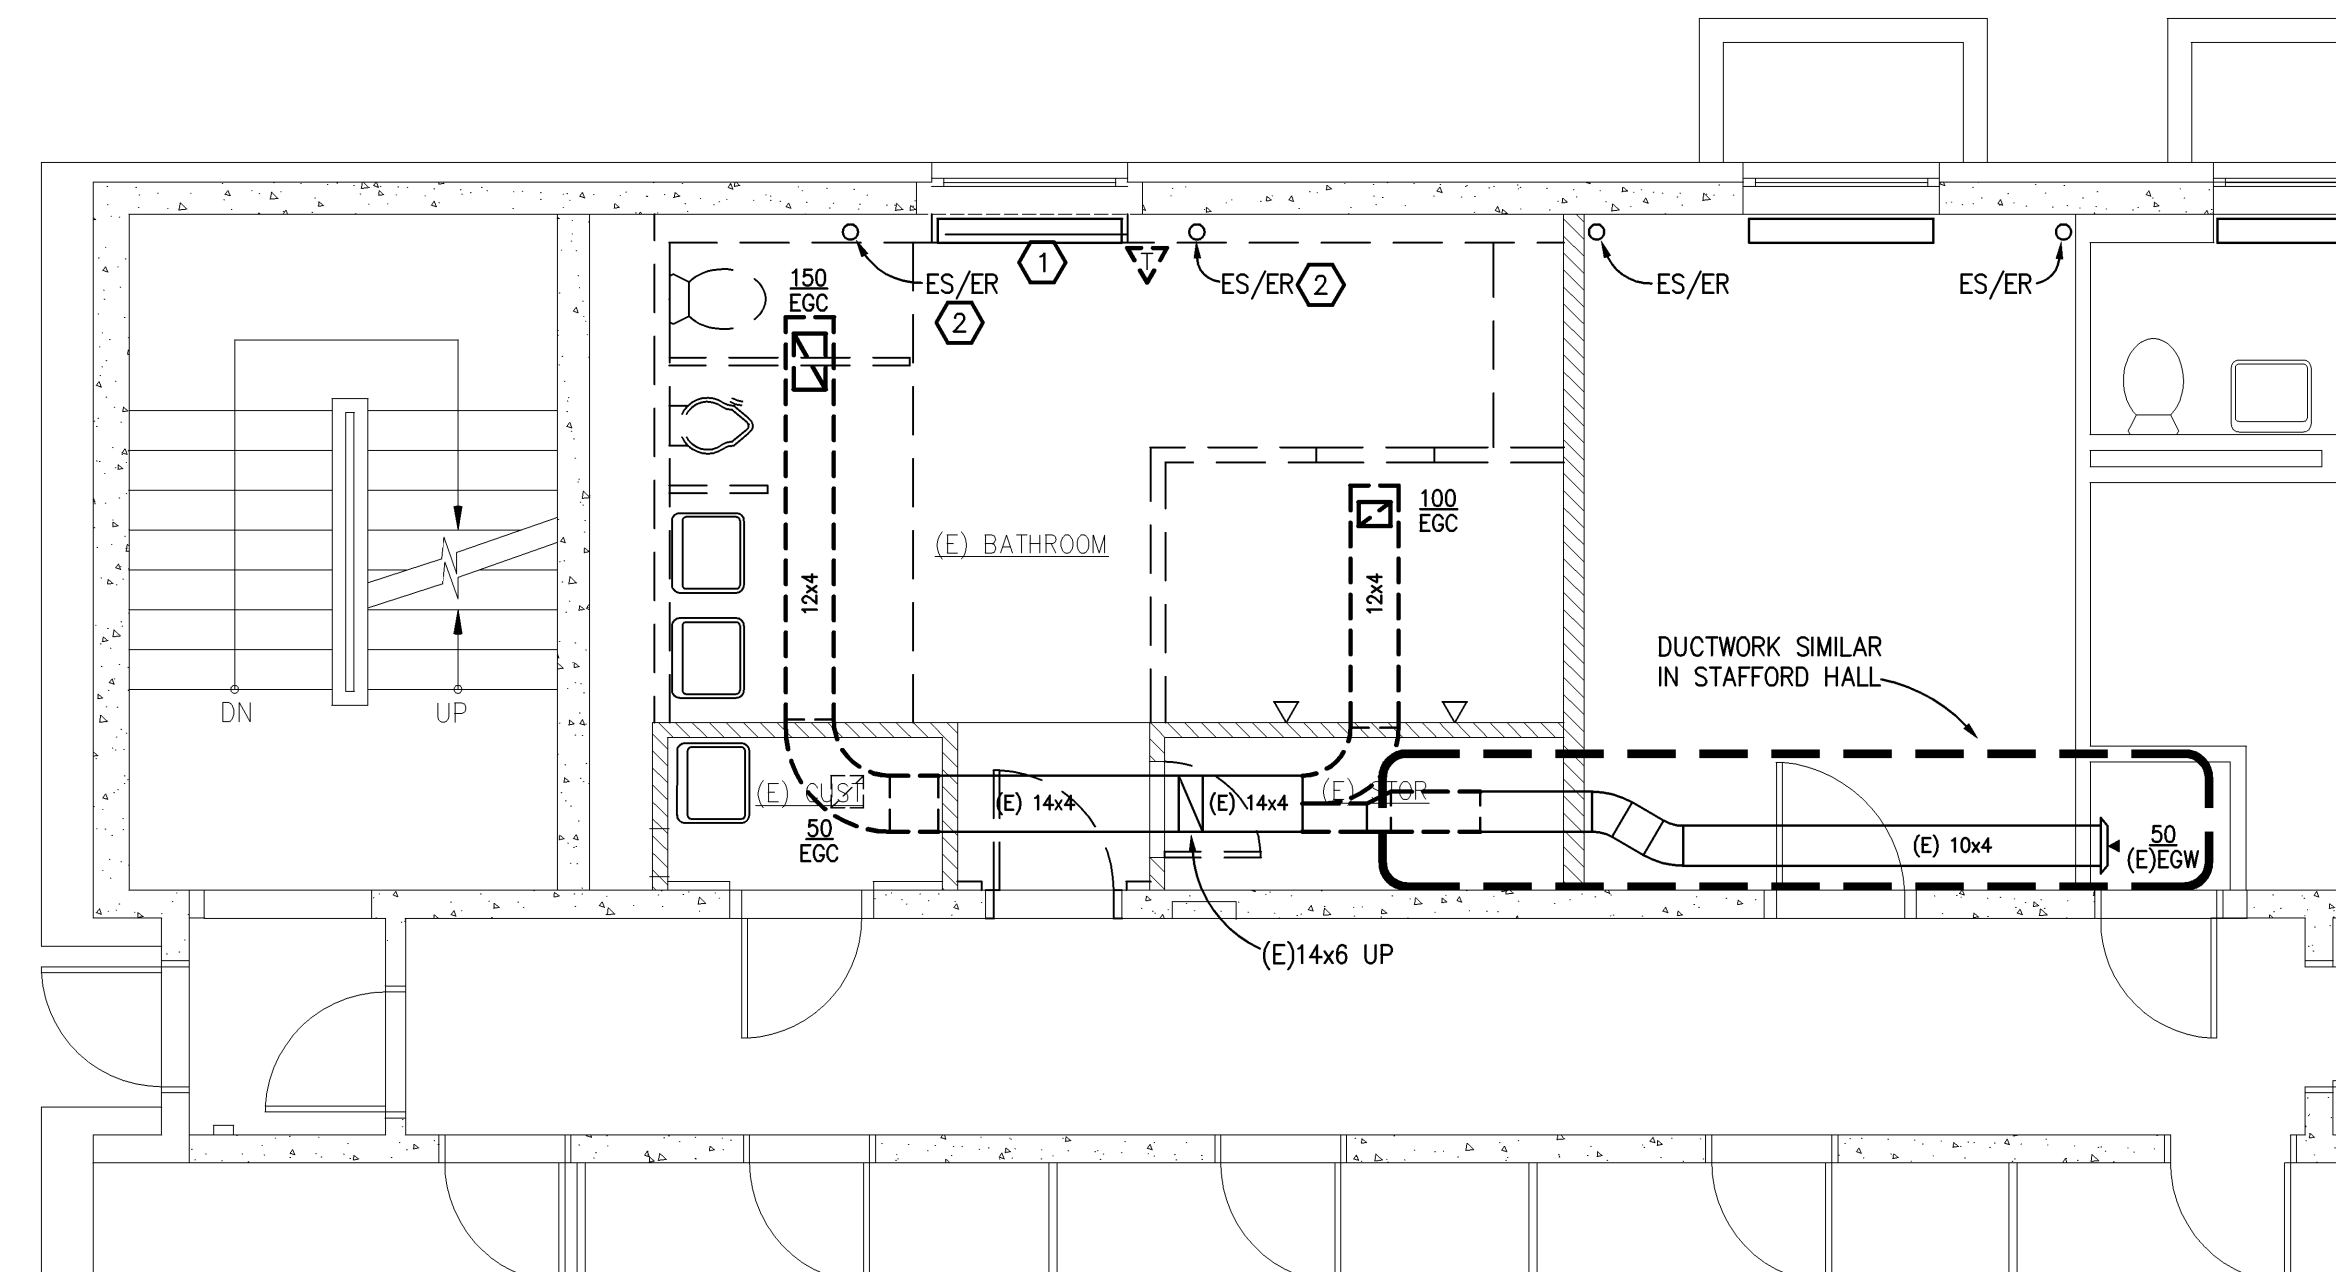 150
EGC
ES/ER
1
T
ES/ER
2
ES/ER
ES/ER
2
12x4
(E) BATHROOM
100
EGC
12x4
DN
UP
DUCTWORK SIMILAR
IN STAFFORD HALL
(E) CUST
50
EGC
(E) 14x4
(E) 14x4
(E) STOR
(E) 10x4
50
(E)EGW
(E)14x6 UP